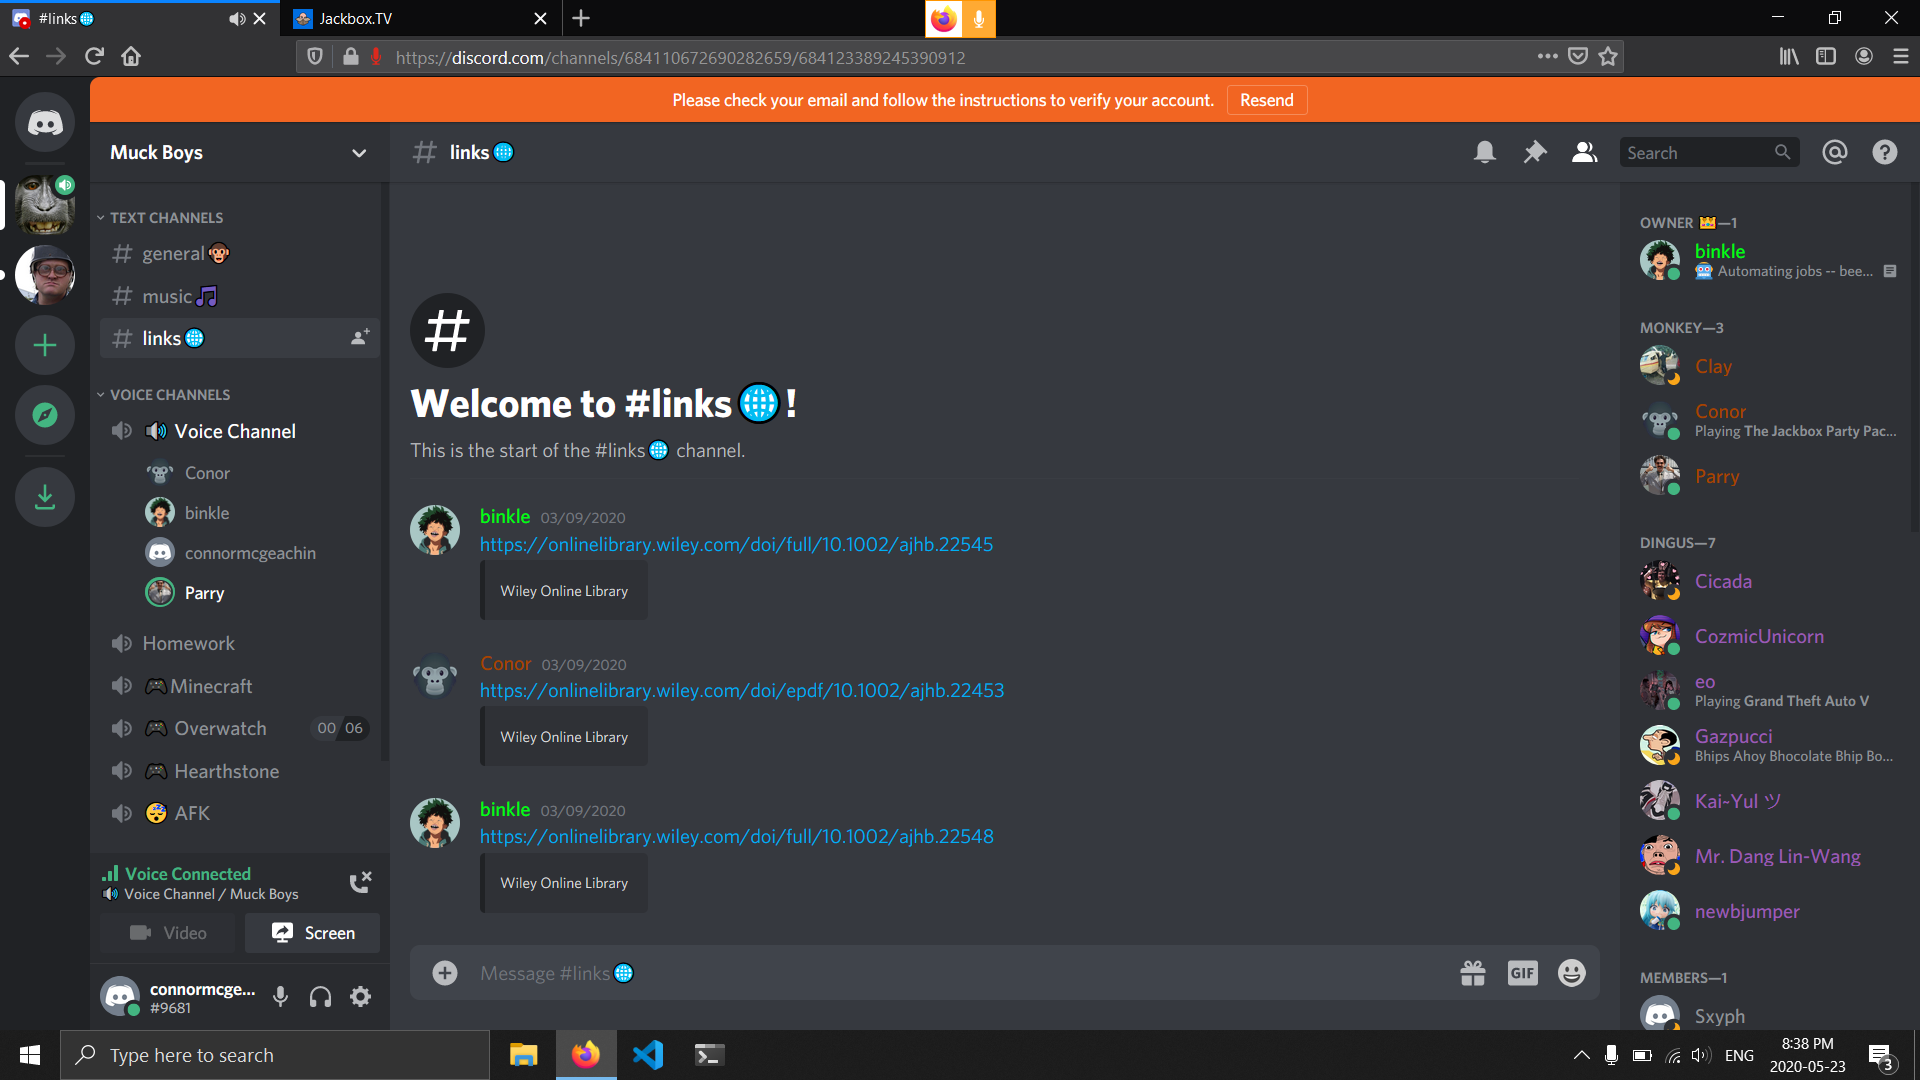 #links🌐
Jackbox.TV
https://discord.com/channels/684110672690282659/684123389245390912
Please check your email and follow the instructions to verify your account.
Resend
Muck Boys
# links🌐
Search
TEXT CHANNELS
# general🐵
# music🎵
# links🌐
VOICE CHANNELS
🔊 Voice Channel
Conor
binkle
connormcgeachin
Parry
Homework
🎮Minecraft
🎮 Overwatch
00 06
🎮 Hearthstone
😴 AFK
Voice Connected
🔊 Voice Channel / Muck Boys
Video
Screen
connormcge...
#9681
#
Welcome to #links🌐!
This is the start of the #links🌐 channel.
binkle 03/09/2020
https://onlinelibrary.wiley.com/doi/full/10.1002/ajhb.22545
Wiley Online Library
Conor 03/09/2020
https://onlinelibrary.wiley.com/doi/epdf/10.1002/ajhb.22453
Wiley Online Library
binkle 03/09/2020
https://onlinelibrary.wiley.com/doi/full/10.1002/ajhb.22548
Wiley Online Library
Message #links🌐
GIF
OWNER 👑—1
binkle
🤖 Automating jobs -- bee...
MONKEY—3
Clay
Conor
Playing The Jackbox Party Pac...
Parry
DINGUS—7
Cicada
CozmicUnicorn
eo
Playing Grand Theft Auto V
Gazpucci
Bhips Ahoy Bhocolate Bhip Bo...
Kai~Yul ツ
Mr. Dang Lin-Wang
newbjumper
MEMBERS—1
Sxyph
Type here to search
ENG
8:38 PM
2020-05-23
3